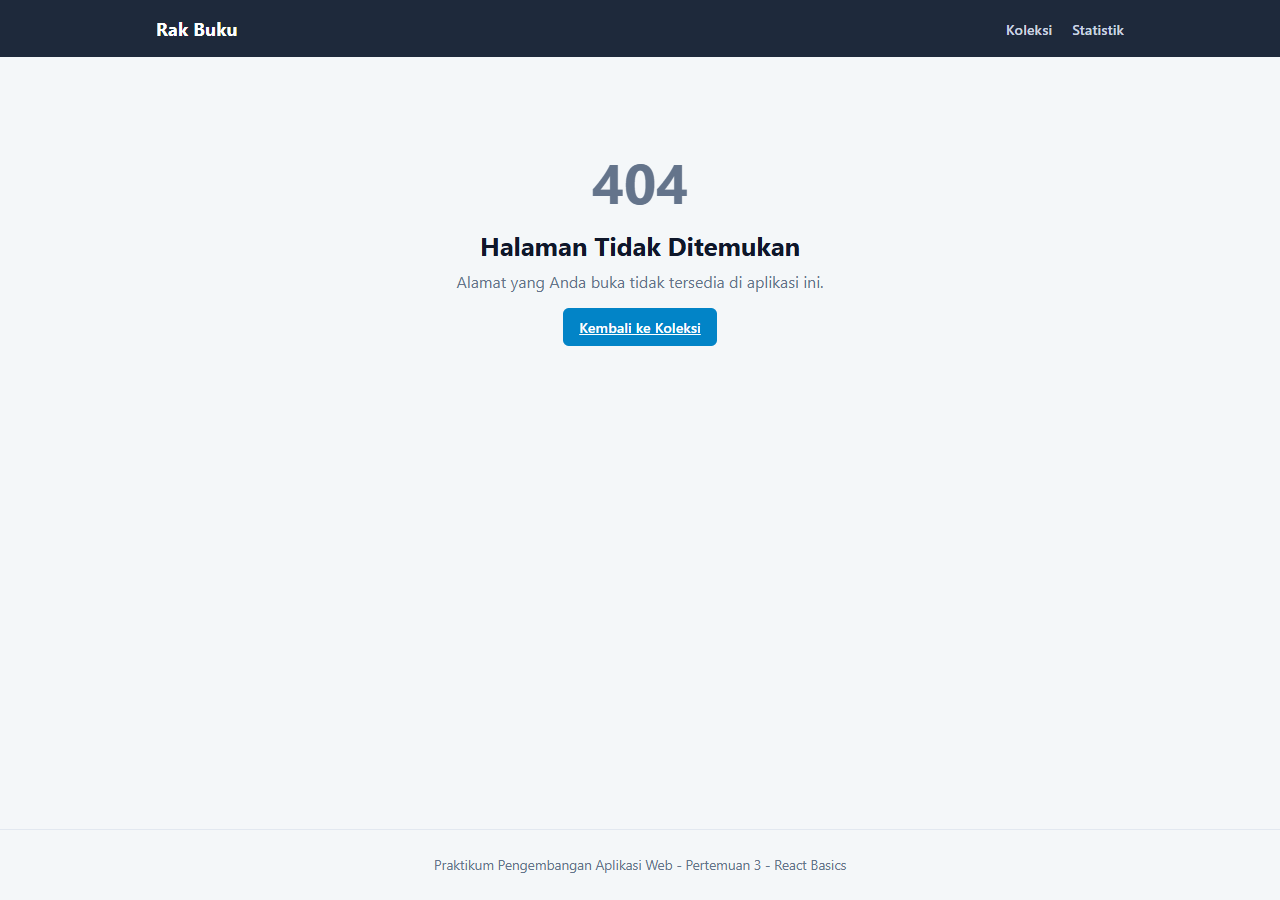 Rak Buku
Koleksi Statistik
404
Halaman Tidak Ditemukan
Alamat yang Anda buka tidak tersedia di aplikasi ini.
Kembali ke Koleksi
Praktikum Pengembangan Aplikasi Web - Pertemuan 3 - React Basics